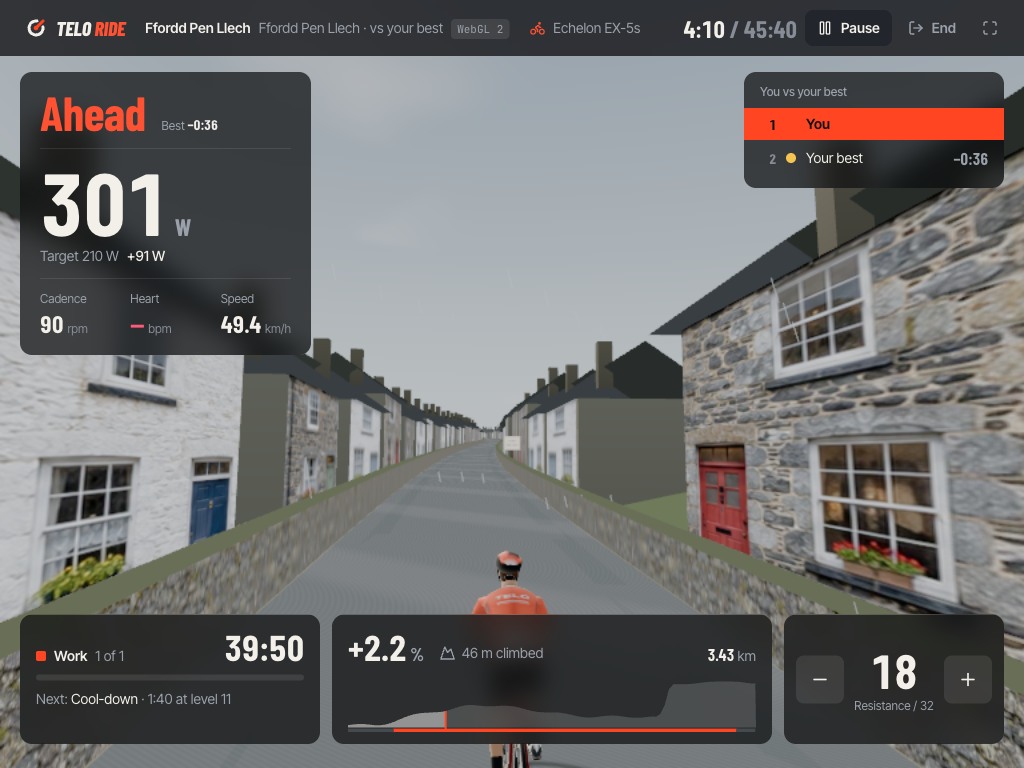 TELO RIDE Ffordd Pen Llech Ffordd Pen Llech · vs your best WebGL 2 Echelon EX-5s 4:10 / 45:40 Pause End
Ahead Best −0:36
301 W
Target 210 W +91 W
Cadence Heart Speed
90 rpm – bpm 49.4 km/h
You vs your best
1 You
2 Your best −0:36
TELO
Work 1 of 1 39:50
Next: Cool-down · 1:40 at level 11
+2.2 % 46 m climbed 3.43 km
− 18 +
Resistance / 32